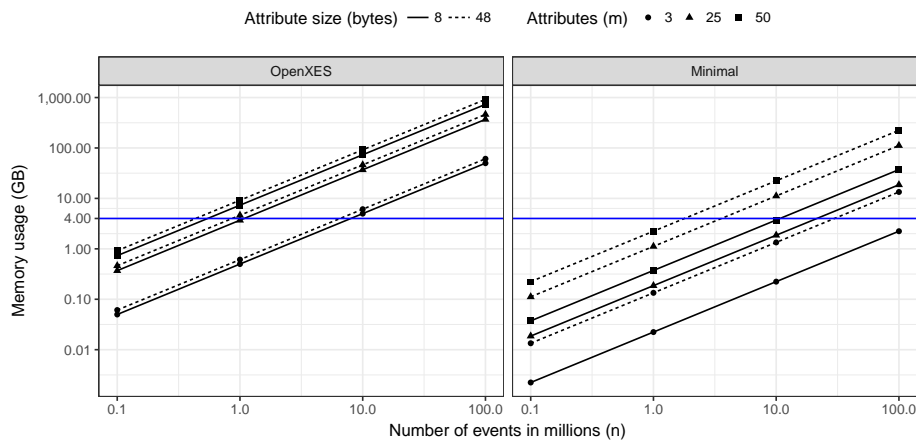 Attribute size (bytes) 8 48 Attributes (m) 3 25 50
OpenXES
Minimal
1,000.00
100.00
10.00
4.00
1.00
0.10
0.01
Memory usage (GB)
0.1 1.0 10.0 100.0
0.1 1.0 10.0 100.0
Number of events in millions (n)